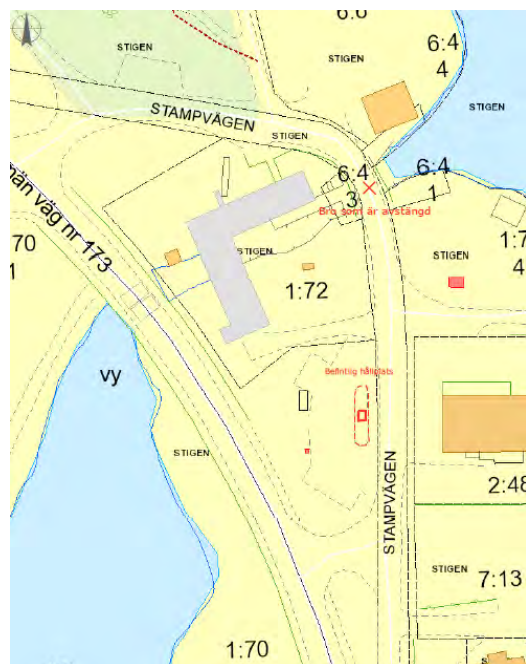 6:6
STIGEN
6:4
4
STIGEN
STIGEN
STAMPVÄGEN
STIGEN
6:4
3
6:4
1
Bro som är avstängd
än väg nr 173
70
1
STIGEN
1:7
4
STIGEN
1:72
vy
Befintlig hållplats
STIGEN
STAMPVÄGEN
2:48
STIGEN
7:13
1:70